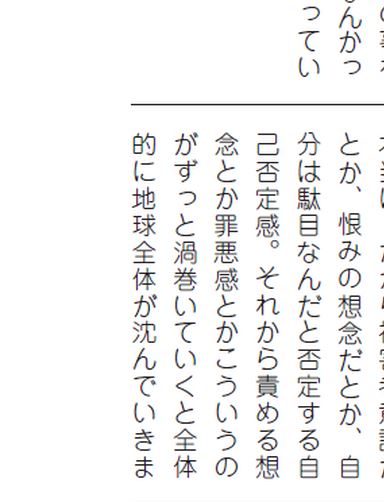 んかっ
ってい
とか、恨みの想念だとか、自
分は駄目なんだと否定する自
己否定感。それから責める想
念とか罪悪感とかこういうの
がずっと渦巻いていくと全体
的に地球全体が沈んでいきま